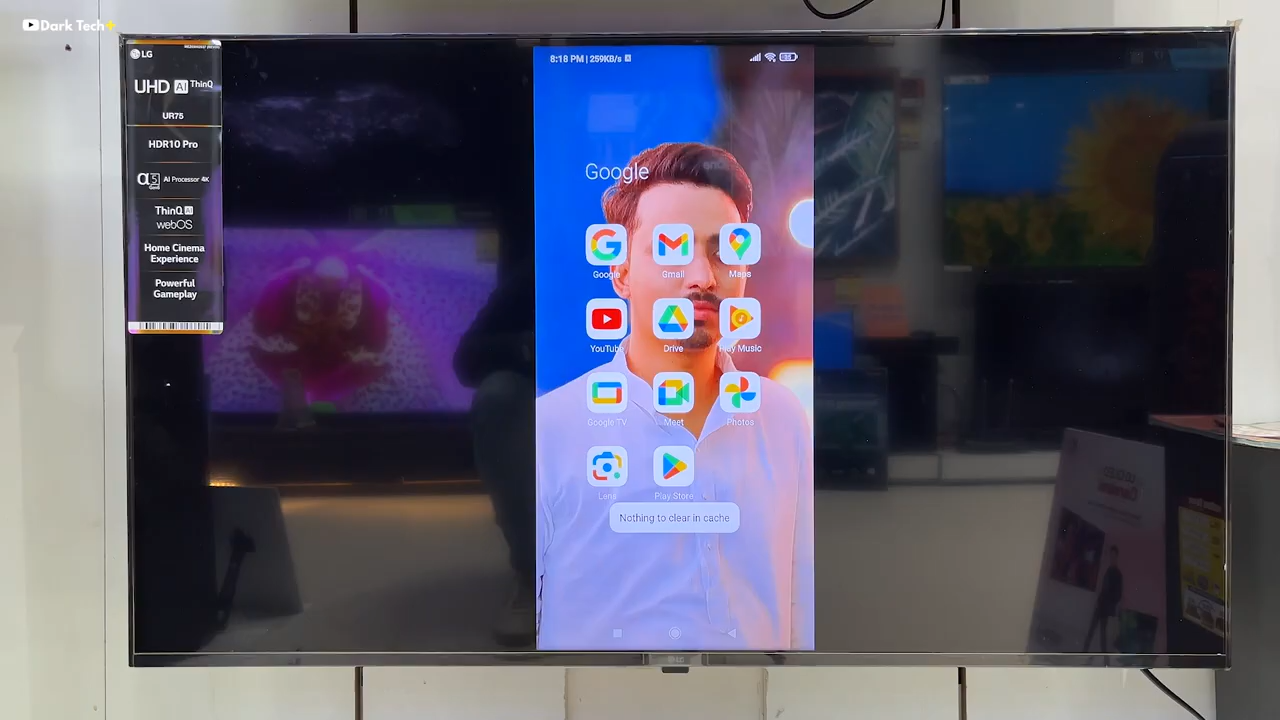 Dark Tech+
LG
UHD AI ThinQ
UR75
HDR10 Pro
α5 AI Processor 4K
Gen6
ThinQ AI
webOS
Home Cinema
Experience
Powerful
Gameplay
8:18 PM | 259KB/s
Google
Google Gmail Maps
YouTube Drive Play Music
Google TV Meet Photos
Lens Play Store
Nothing to clear in cache
LG